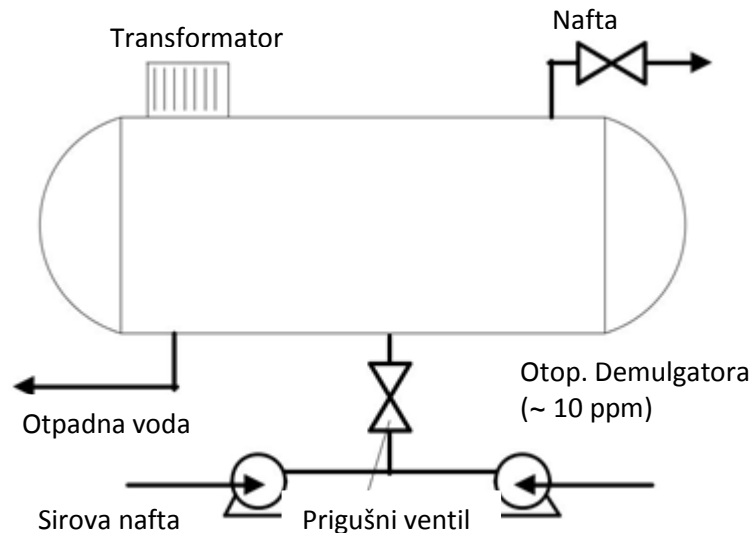 Nafta
Transformator
Otop. Demulgatora
(~ 10 ppm)
Otpadna voda
Sirova nafta
Prigušni ventil